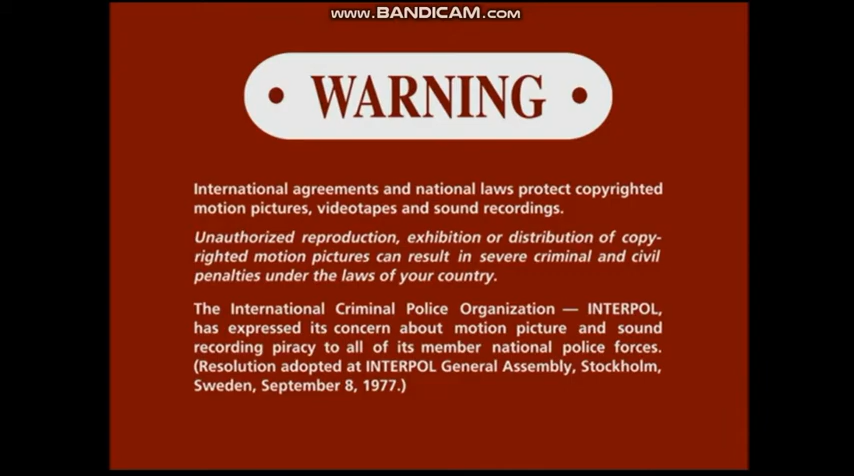 www.BANDICAM.com
• WARNING •
International agreements and national laws protect copyrighted
motion pictures, videotapes and sound recordings.
Unauthorized reproduction, exhibition or distribution of copy-
righted motion pictures can result in severe criminal and civil
penalties under the laws of your country.
The International Criminal Police Organization — INTERPOL,
has expressed its concern about motion picture and sound
recording piracy to all of its member national police forces.
(Resolution adopted at INTERPOL General Assembly, Stockholm,
Sweden, September 8, 1977.)